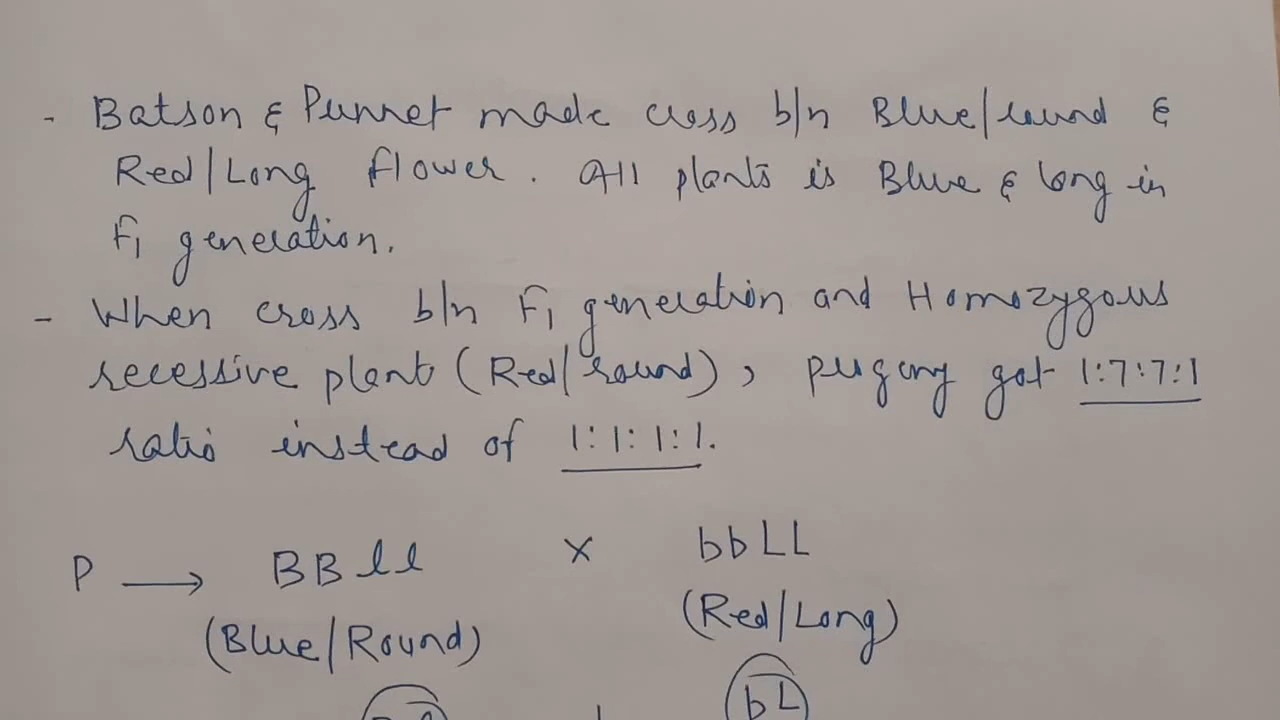 - Batson & Punnet made cross b/n Blue/round &
Red/Long flower. All plants is Blue & long in
F1 generation.
- When cross b/n F1 generation and Homozygous
recessive plant (Red/round), pugeny got 1:7:7:1
ratio instead of 1:1:1:1.
P → BBll × bbLL
(Blue/Round) (Red/Long)
bL